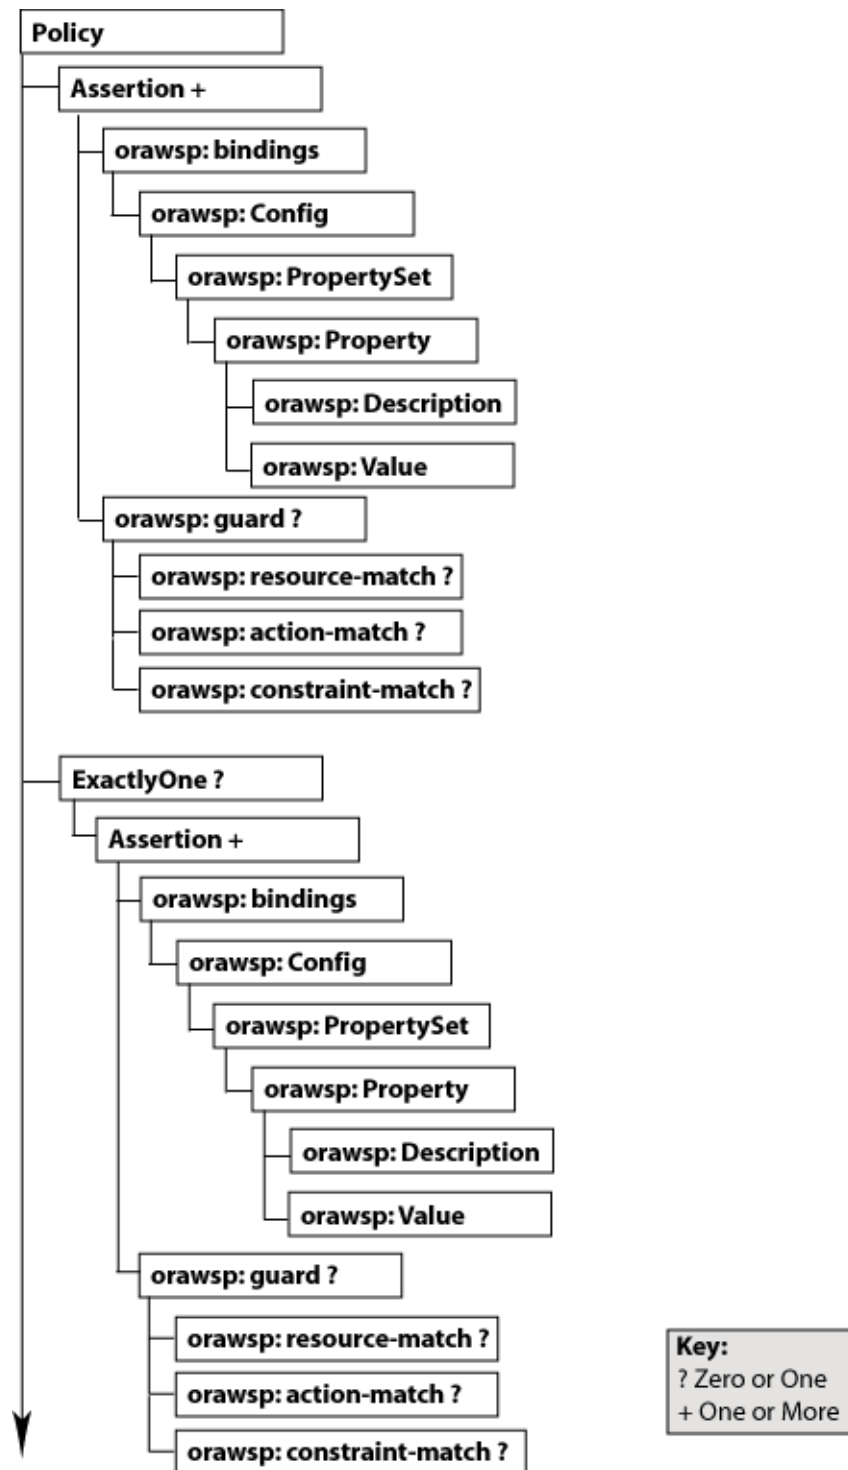 Policy
Assertion +
orawsp: bindings
orawsp: Config
orawsp: PropertySet
orawsp: Property
orawsp: Description
orawsp: Value
orawsp: guard ?
orawsp: resource-match ?
orawsp: action-match ?
orawsp: constraint-match ?
ExactlyOne ?
Assertion +
orawsp: bindings
orawsp: Config
orawsp: PropertySet
orawsp: Property
orawsp: Description
orawsp: Value
orawsp: guard ?
orawsp: resource-match ?
orawsp: action-match ?
orawsp: constraint-match ?
Key:
? Zero or One
+ One or More